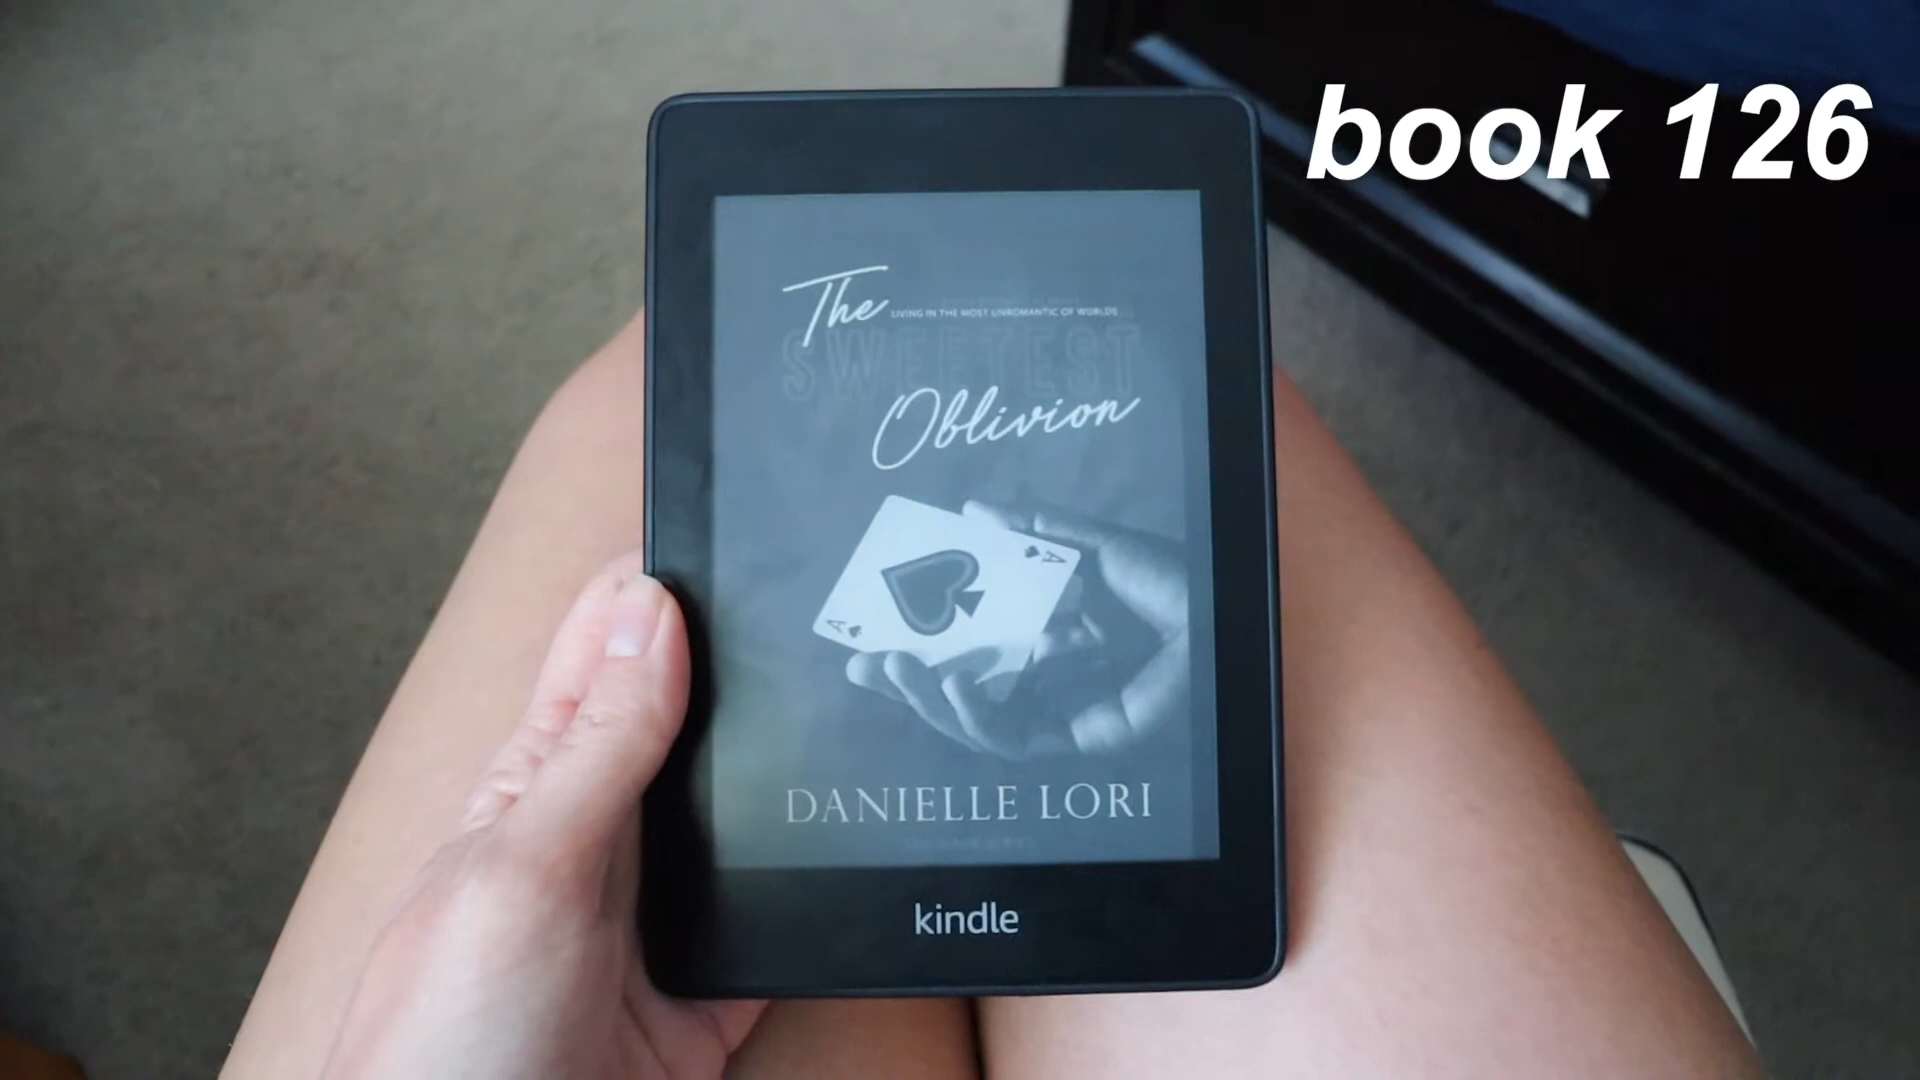 book 126
The
LIVING IN THE MOST UNROMANTIC OF WORLDS...
SWEETEST
Oblivion
A
A
DANIELLE LORI
kindle